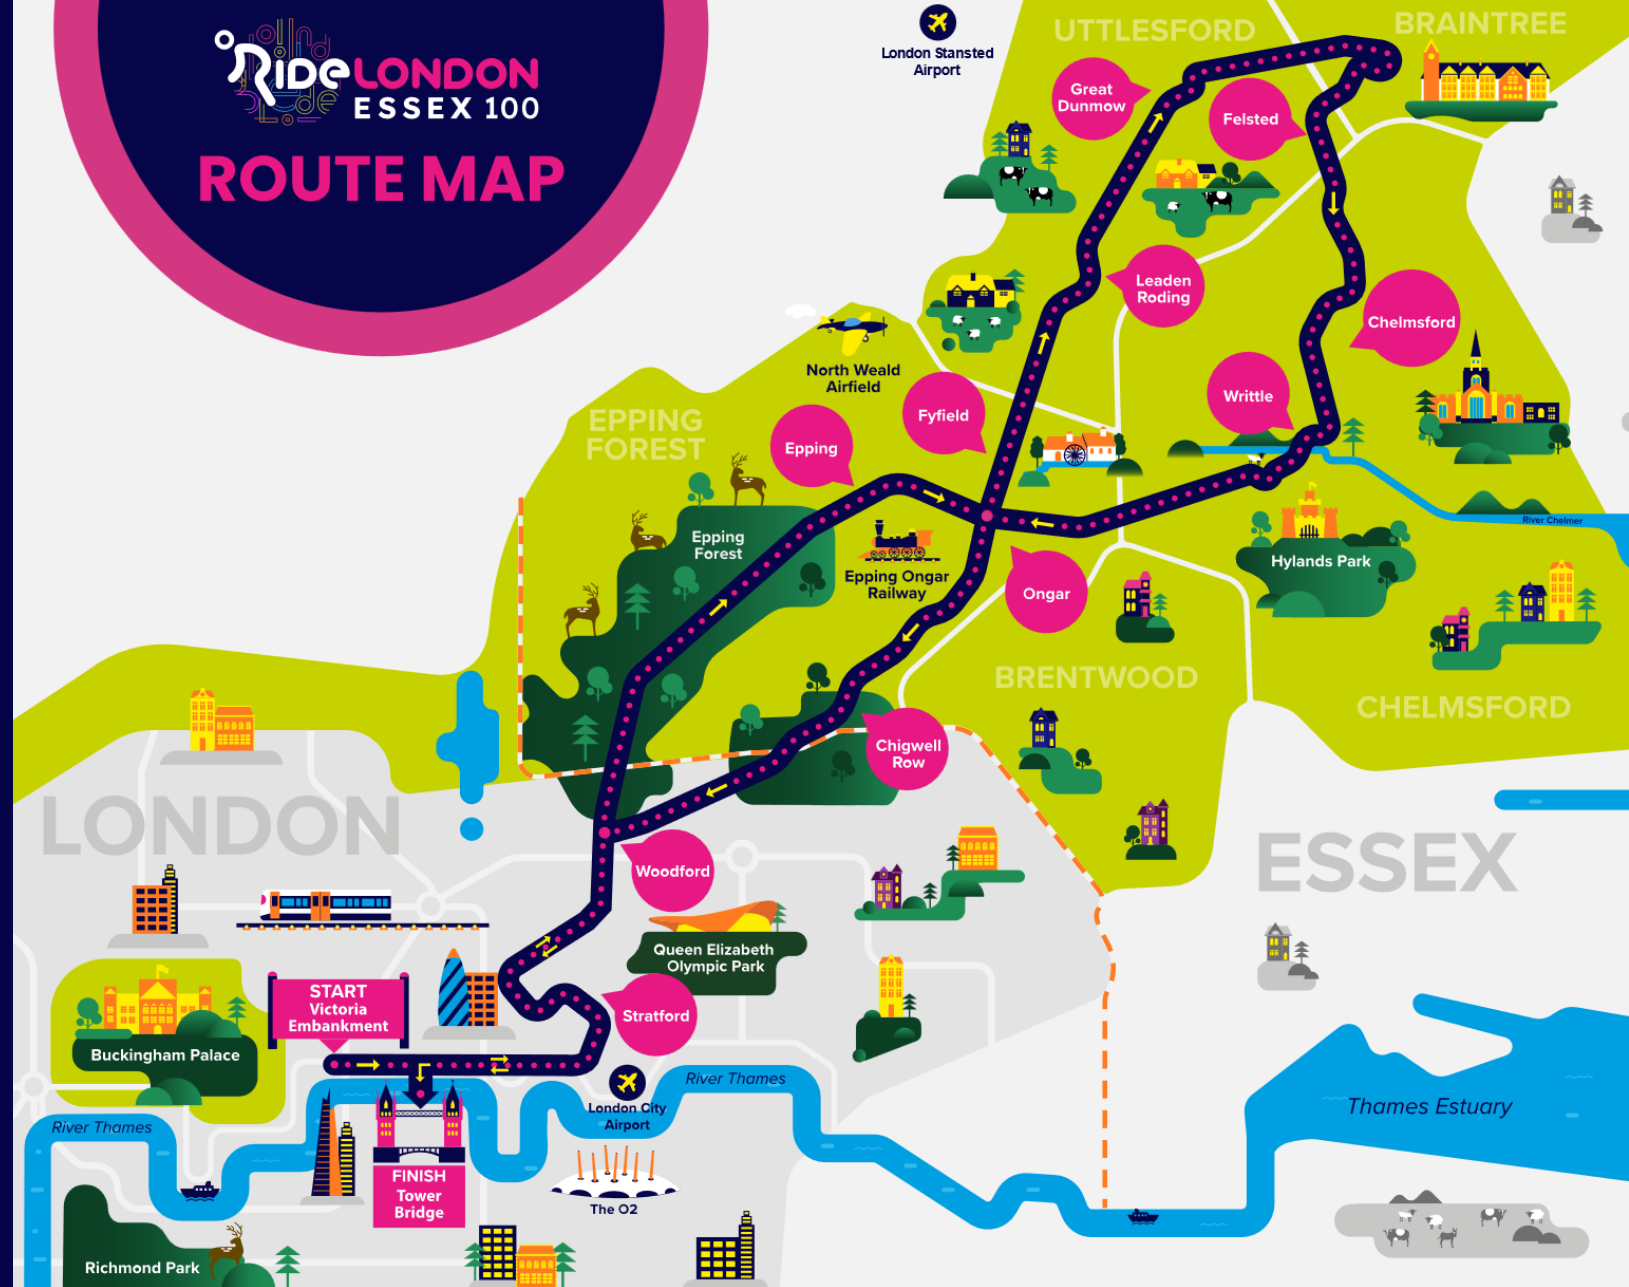 RIDELONDON
ESSEX 100
ROUTE MAP
London Stansted
Airport
UTTLESFORD
BRAINTREE
Great
Dunmow
Felsted
Leaden
Roding
Chelmsford
North Weald
Airfield
Writtle
Fyfield
EPPING
FOREST
Epping
Epping
Forest
River Chelmer
Hylands Park
Epping Ongar
Railway
Ongar
BRENTWOOD
CHELMSFORD
Chigwell
Row
LONDON
ESSEX
Woodford
Queen Elizabeth
Olympic Park
START
Victoria
Embankment
Stratford
Buckingham Palace
River Thames
London City
Airport
Thames Estuary
River Thames
FINISH
Tower
Bridge
The O2
Richmond Park